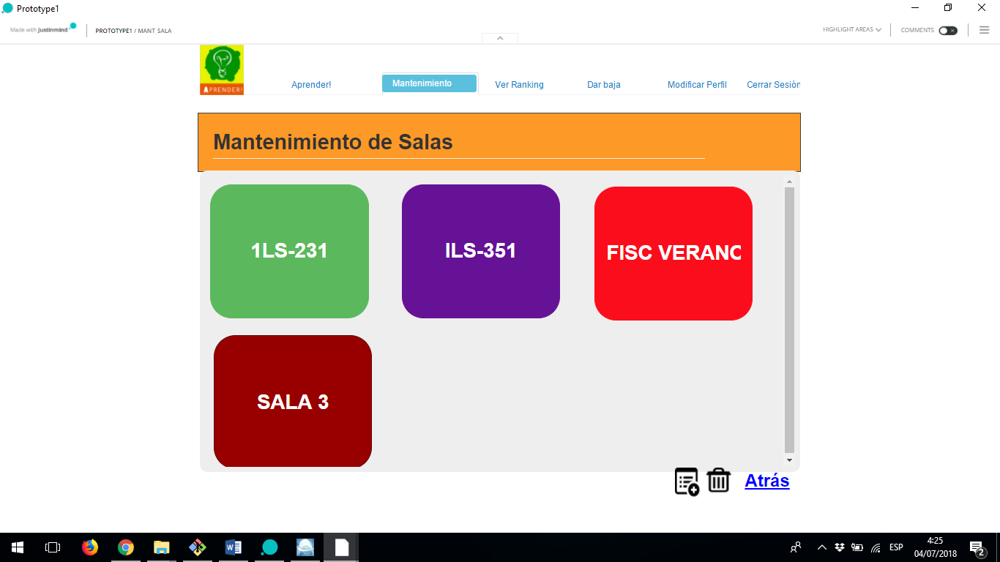 Prototype1
Made with justinmind
PROTOTYPE1 / MANT SALA
HIGHLIGHT AREAS
COMMENTS
APRENDER!
Aprender!
Mantenimiento
Ver Ranking
Dar baja
Modificar Perfil
Cerrar Sesión
Mantenimiento de Salas
1LS-231
ILS-351
FISC VERANO
SALA 3
Atrás
ESP
4:25
04/07/2018
2